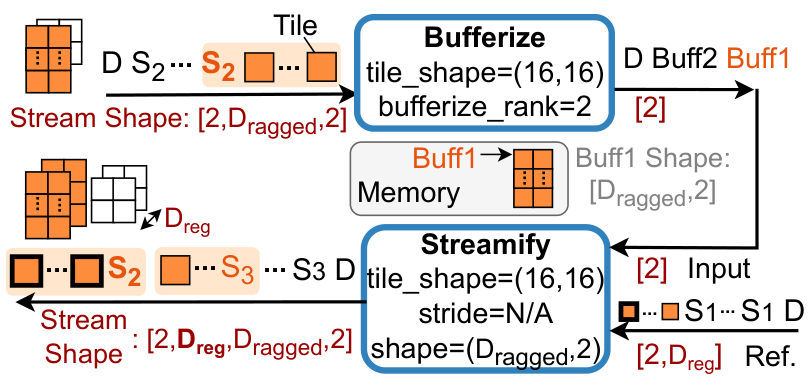 Tile
D S2 ··· S2 ···
Stream Shape: [2,Dragged,2]
Bufferize
tile_shape=(16,16)
bufferize_rank=2
D Buff2 Buff1
[2]
Buff1
Memory
Buff1 Shape:
[Dragged,2]
Dreg
··· S2 ··· S3 ··· S3 D
Stream
Shape : [2,Dreg,Dragged,2]
Streamify
tile_shape=(16,16)
stride=N/A
shape=(Dragged,2)
[2] Input
··· S1 ··· S1 D
[2,Dreg] Ref.